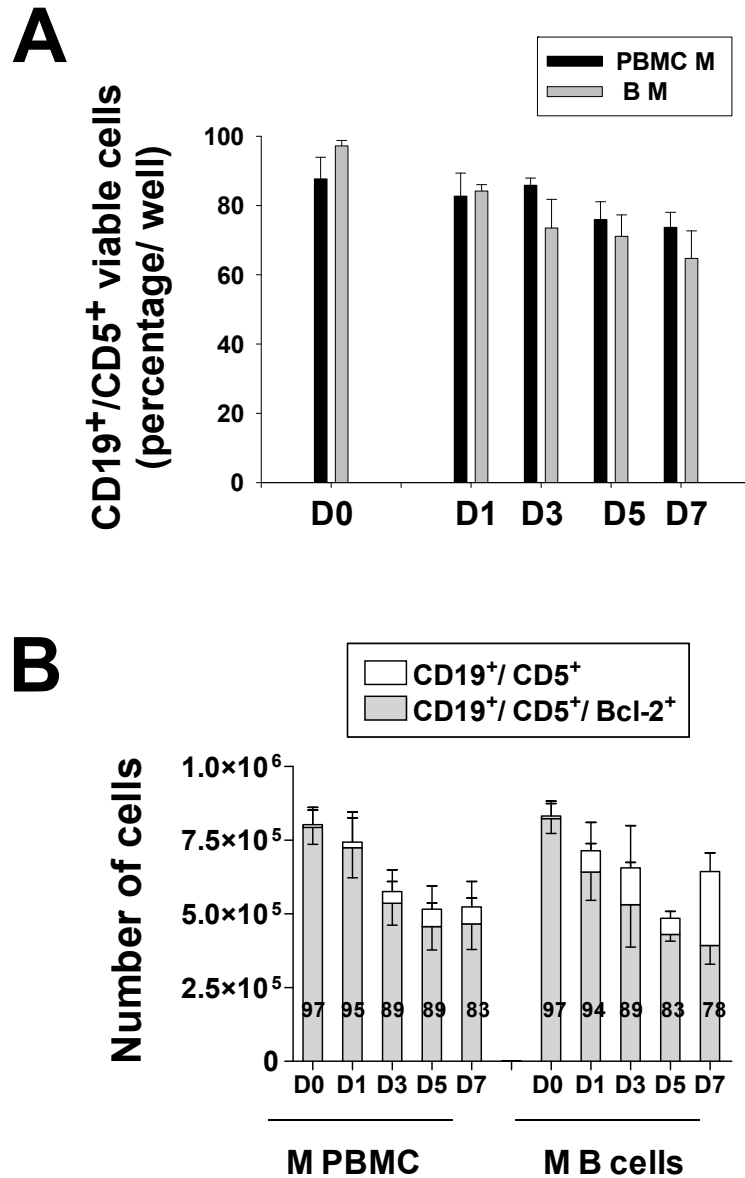 A
PBMC M
B M
CD19⁺/CD5⁺ viable cells
(percentage/ well)
100
80
60
40
20
0
D0 D1 D3 D5 D7
B
CD19⁺/ CD5⁺
CD19⁺/ CD5⁺/ Bcl-2⁺
Number of cells
1.0×10⁶
7.5×10⁵
5.0×10⁵
2.5×10⁵
0
97 95 89 89 83 97 94 89 83 78
D0 D1 D3 D5 D7 D0 D1 D3 D5 D7
M PBMC M B cells